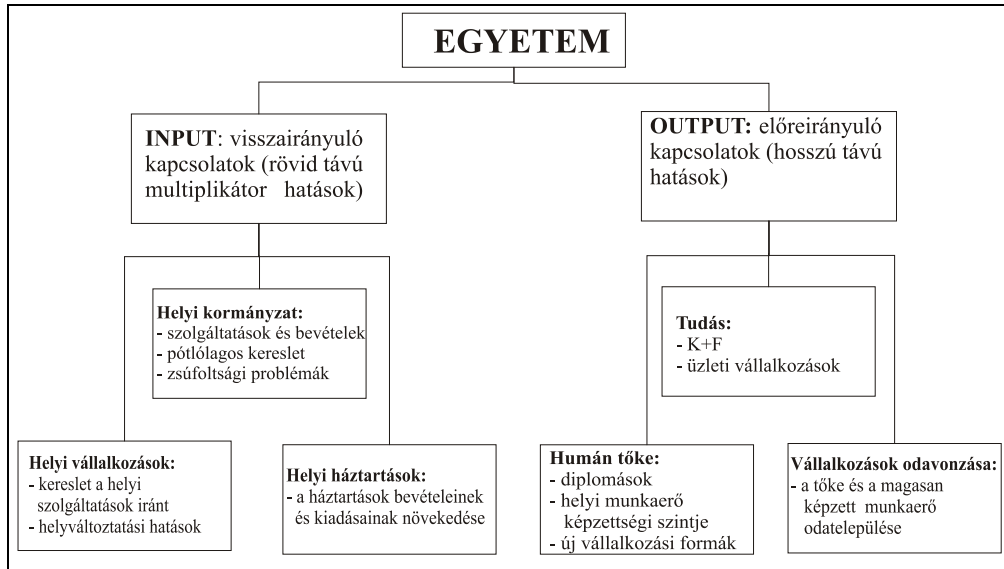 EGYETEM
INPUT: visszairányuló
kapcsolatok (rövid távú
multiplikátor hatások)
OUTPUT: előreirányuló
kapcsolatok (hosszú távú
hatások)
Helyi kormányzat:
- szolgáltatások és bevételek
- pótlólagos kereslet
- zsúfoltsági problémák
Tudás:
- K+F
- üzleti vállalkozások
Helyi vállalkozások:
- kereslet a helyi
szolgáltatások iránt
- helyváltoztatási hatások
Helyi háztartások:
- a háztartások bevételeinek
és kiadásainak növekedése
Humán tőke:
- diplomások
- helyi munkaerő
képzettségi szintje
- új vállalkozási formák
Vállalkozások odavonzása:
- a tőke és a magasan
képzett munkaerő
odatelepülése